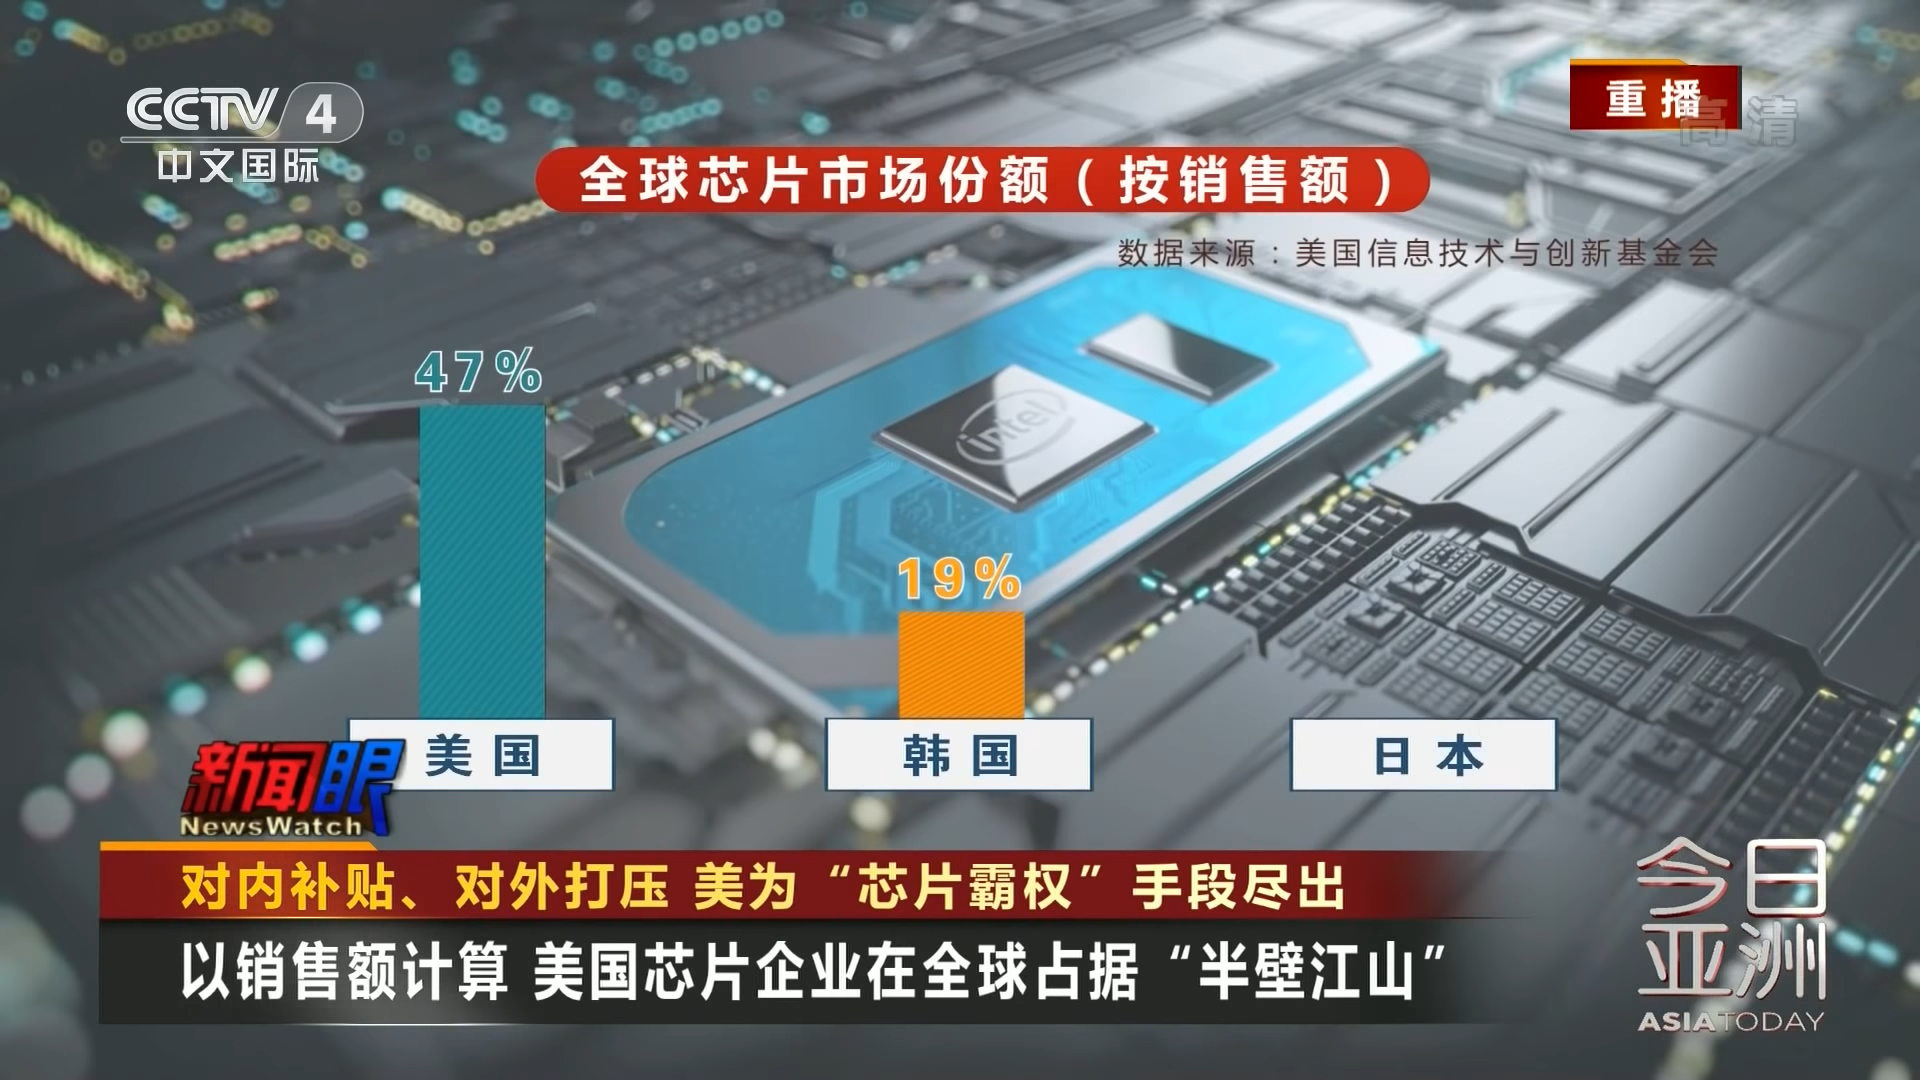 CCTV 4
中文国际
重播
高清
全球芯片市场份额（按销售额）
数据来源：美国信息技术与创新基金会
47%
19%
intel
美国
韩国
日本
新闻眼
NewsWatch
对内补贴、对外打压 美为“芯片霸权”手段尽出
以销售额计算 美国芯片企业在全球占据“半壁江山”
今日
亚洲
ASIA TODAY